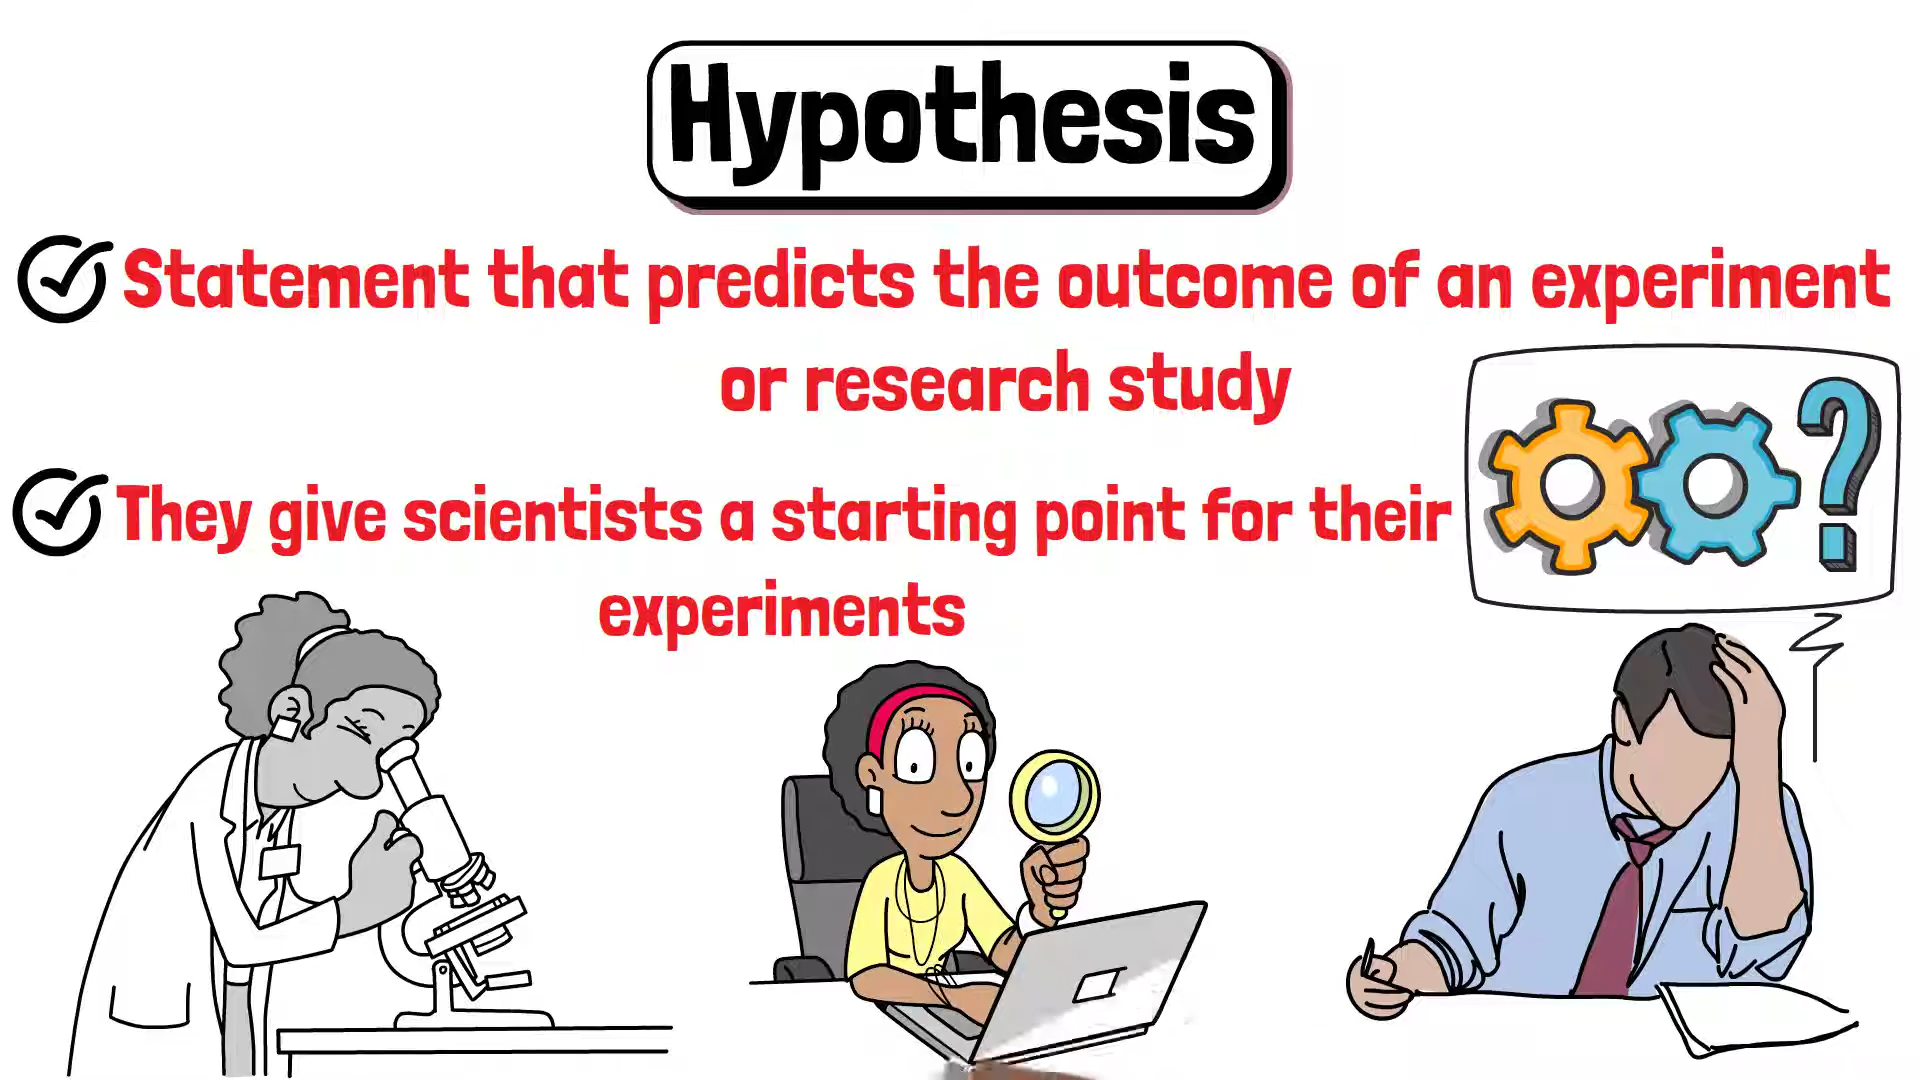 Hypothesis
Statement that predicts the outcome of an experiment
or research study
They give scientists a starting point for their
experiments
?